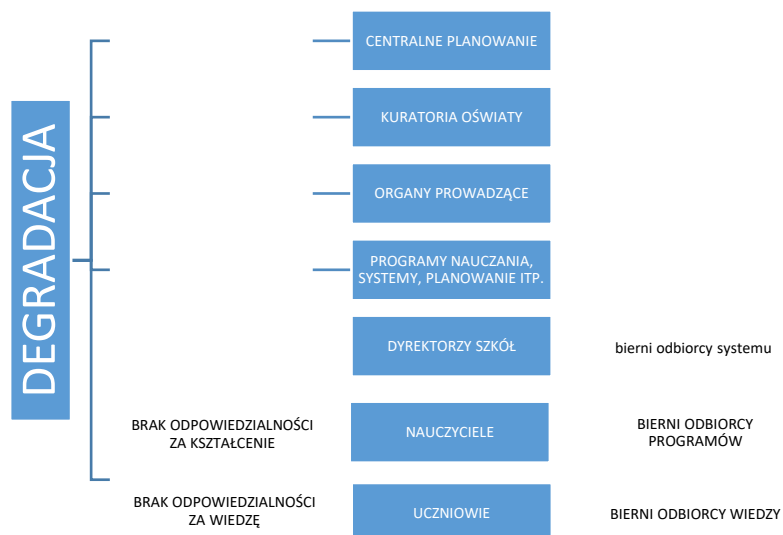 DEGRADACJA
CENTRALNE PLANOWANIE
KURATORIA OŚWIATY
ORGANY PROWADZĄCE
PROGRAMY NAUCZANIA,
SYSTEMY, PLANOWANIE ITP.
DYREKTORZY SZKÓŁ
bierni odbiorcy systemu
BRAK ODPOWIEDZIALNOŚCI
ZA KSZTAŁCENIE
NAUCZYCIELE
BIERNI ODBIORCY
PROGRAMÓW
BRAK ODPOWIEDZIALNOŚCI
ZA WIEDZĘ
UCZNIOWIE
BIERNI ODBIORCY WIEDZY